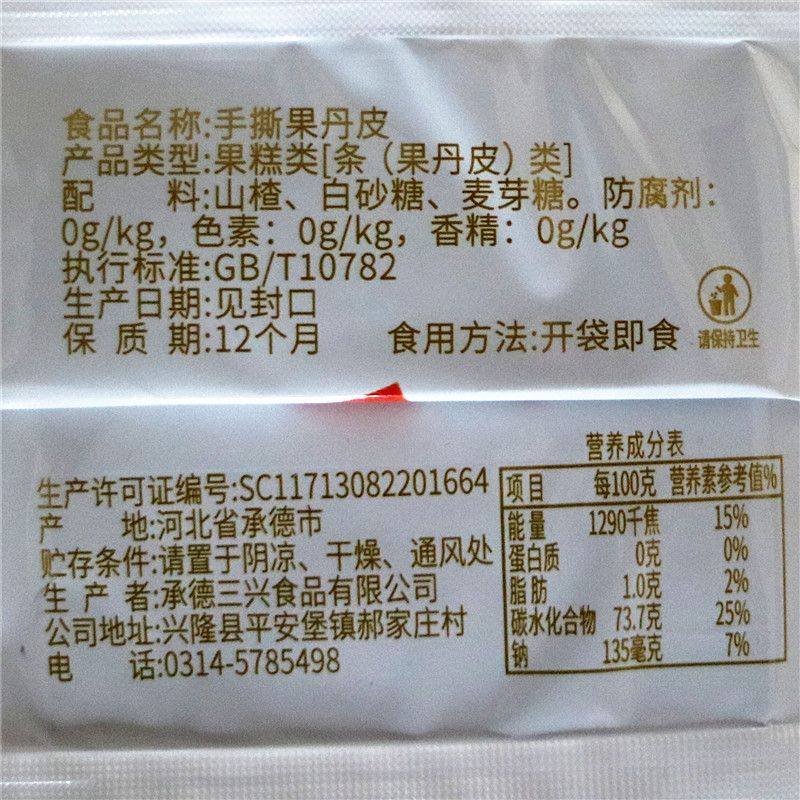 食品名称:手撕果丹皮
产品类型:果糕类[条（果丹皮）类]
配 料:山楂、白砂糖、麦芽糖。防腐剂：
0g/kg，色素：0g/kg，香精：0g/kg
执行标准:GB/T10782
生产日期:见封口
保 质 期:12个月 食用方法:开袋即食
请保持卫生
生产许可证编号:SC11713082201664
产 地:河北省承德市
贮存条件:请置于阴凉、干燥、通风处
生 产 者:承德三兴食品有限公司
公司地址:兴隆县平安堡镇郝家庄村
电 话:0314-5785498
营养成分表
项目 每100克 营养素参考值%
能量 1290千焦 15%
蛋白质 0克 0%
脂肪 1.0克 2%
碳水化合物 73.7克 25%
钠 135毫克 7%